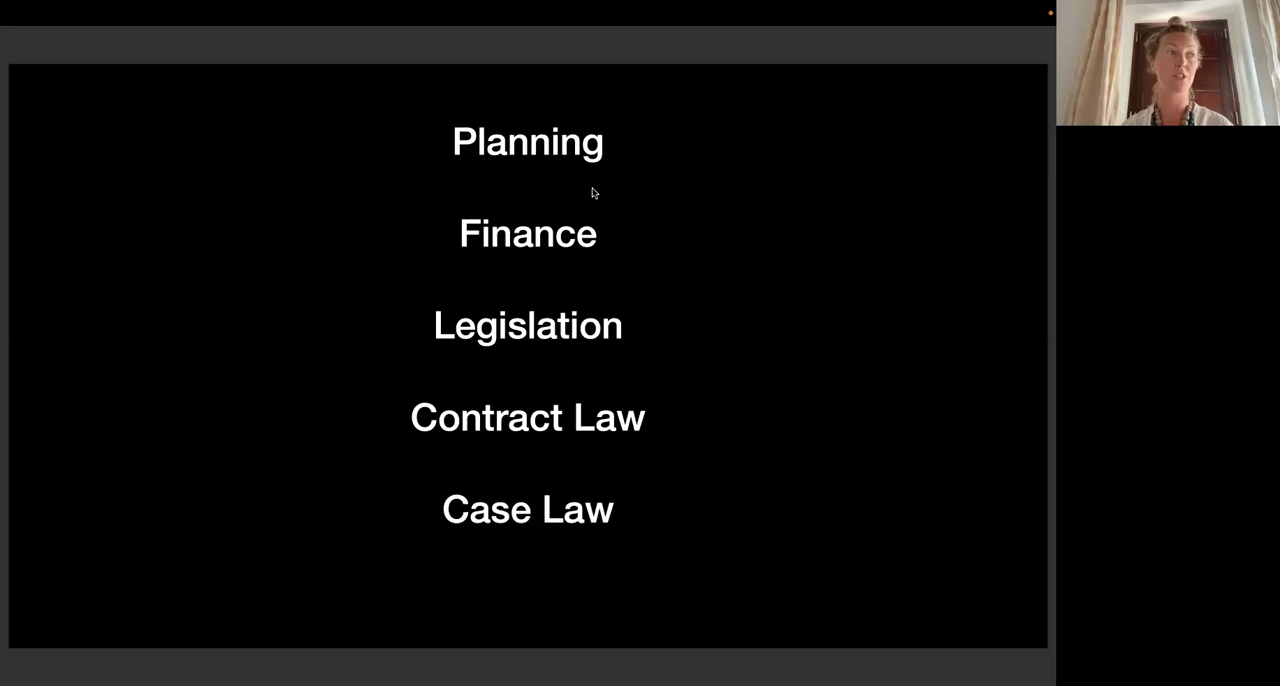 Planning
Finance
Legislation
Contract Law
Case Law